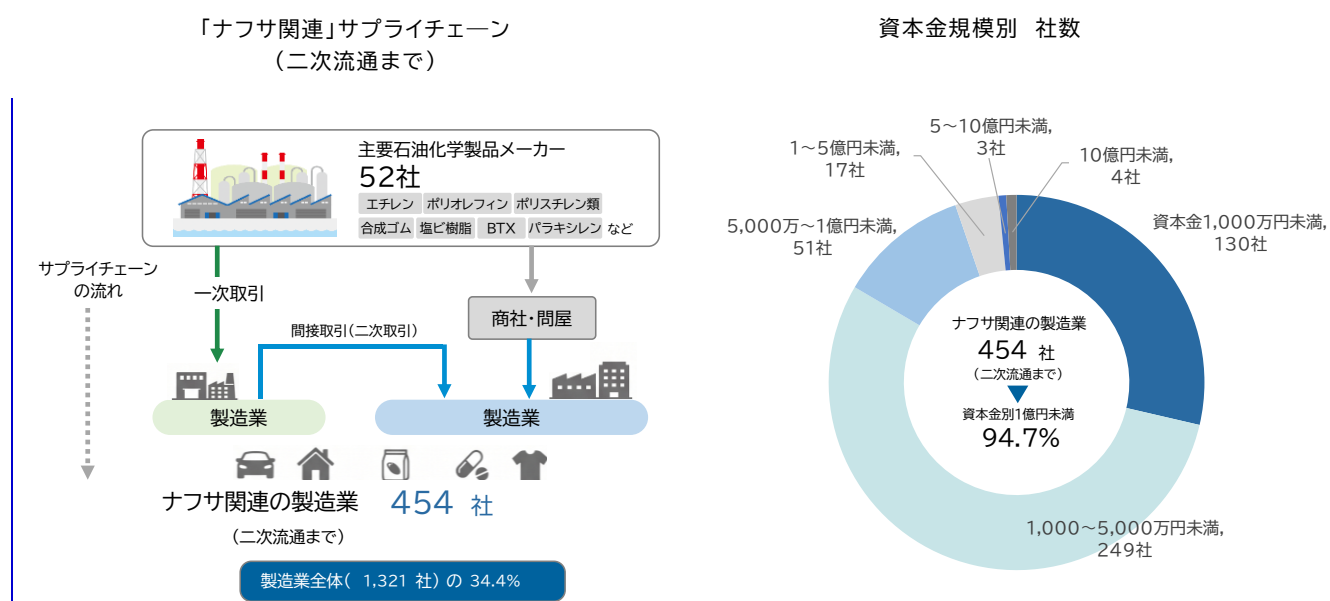 「ナフサ関連」サプライチェーン
(二次流通まで)
主要石油化学製品メーカー
52社
エチレン ポリオレフィン ポリスチレン類
合成ゴム 塩ビ樹脂 BTX パラキシレン など
サプライチェーン
の流れ
一次取引
商社・問屋
間接取引(二次取引)
製造業
製造業
ナフサ関連の製造業 454 社
(二次流通まで)
製造業全体( 1,321 社) の 34.4%
資本金規模別 社数
5~10億円未満,
3社
1~5億円未満,
17社
10億円未満,
4社
5,000万~1億円未満,
51社
資本金1,000万円未満,
130社
ナフサ関連の製造業
454 社
(二次流通まで)
資本金別1億円未満
94.7%
1,000~5,000万円未満,
249社